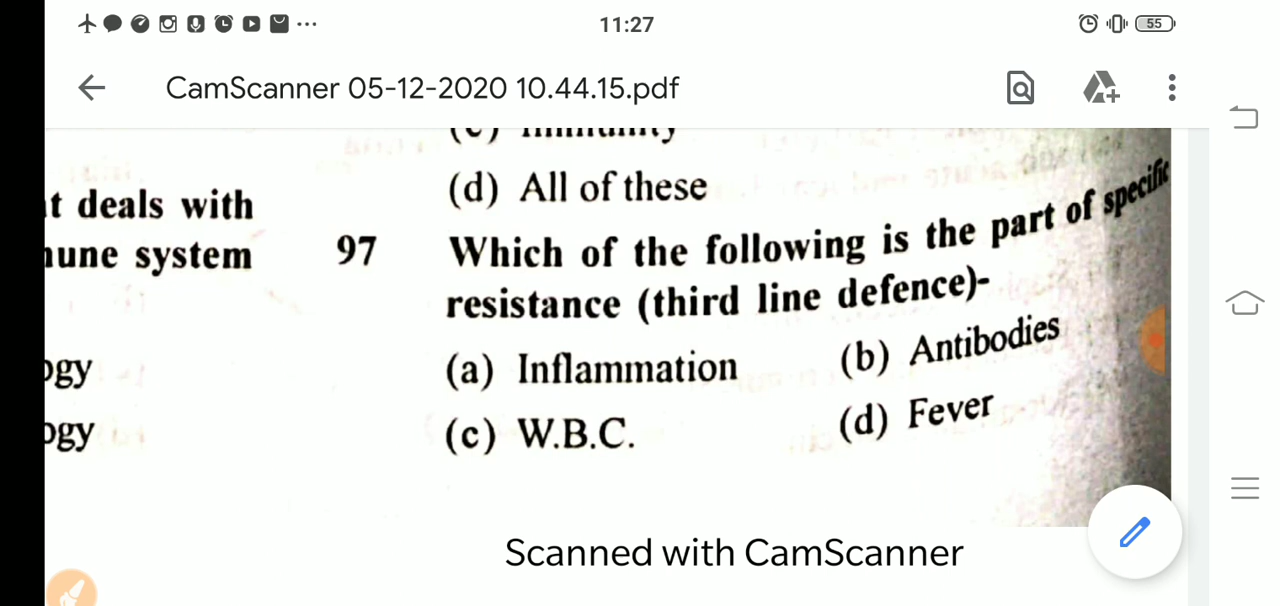 11:27
55
CamScanner 05-12-2020 10.44.15.pdf
(d) All of these
t deals with
une system
97 Which of the following is the part of specific
resistance (third line defence)-
ogy
(a) Inflammation (b) Antibodies
ogy
(c) W.B.C. (d) Fever
Scanned with CamScanner